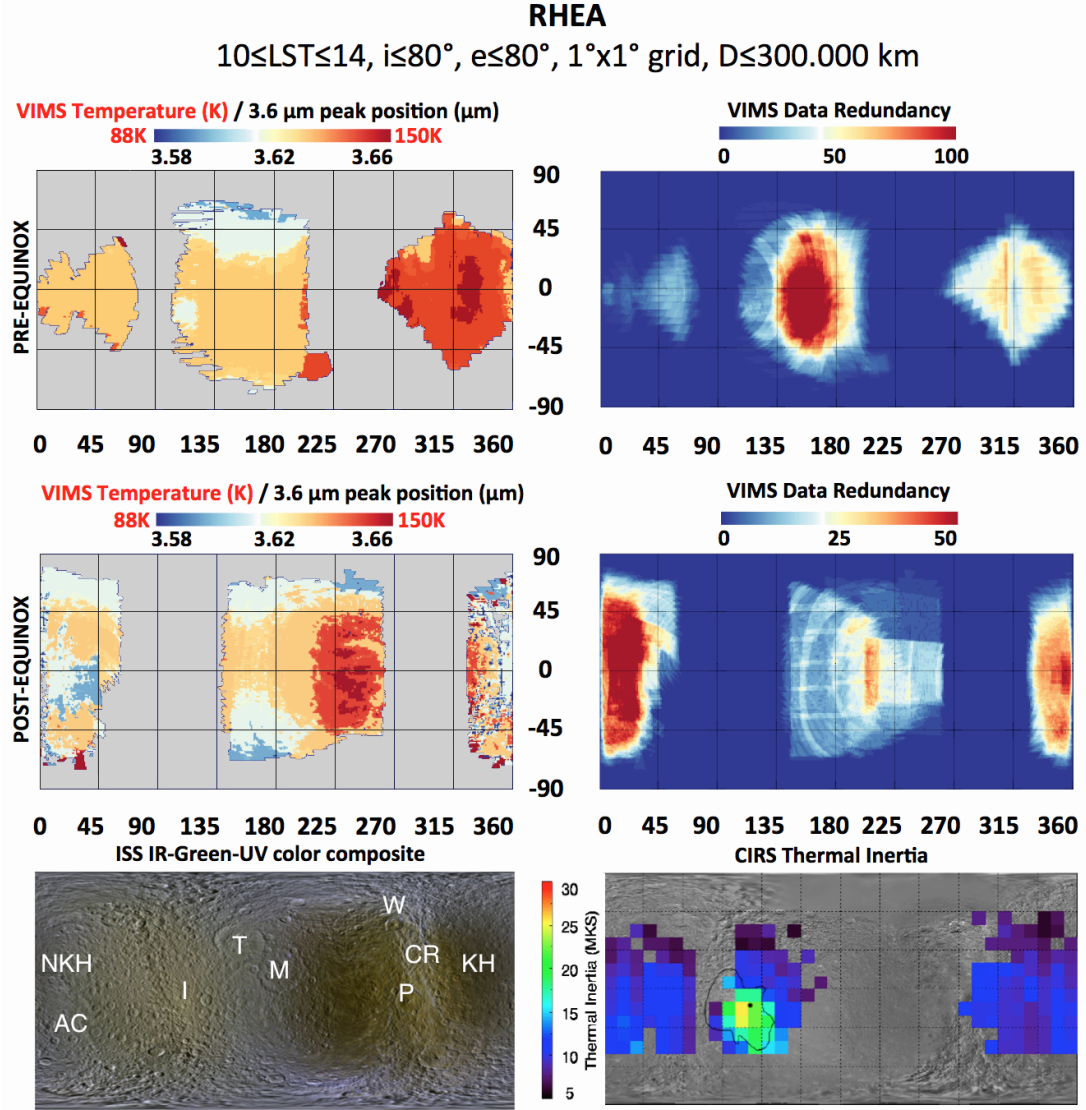 RHEA
10≤LST≤14, i≤80°, e≤80°, 1°x1° grid, D≤300.000 km
VIMS Temperature (K) / 3.6 μm peak position (μm)
88K 150K
3.58 3.62 3.66
VIMS Data Redundancy
0 50 100
PRE-EQUINOX
90
45
0
-45
-90
0 45 90 135 180 225 270 315 360
0 45 90 135 180 225 270 315 360
VIMS Temperature (K) / 3.6 μm peak position (μm)
88K 150K
3.58 3.62 3.66
VIMS Data Redundancy
0 25 50
POST-EQUINOX
90
45
0
-45
-90
0 45 90 135 180 225 270 315 360
0 45 90 135 180 225 270 315 360
ISS IR-Green-UV color composite
NKH
AC
I
T
M
W
CR
P
KH
CIRS Thermal Inertia
Thermal Inertia (MKS)
30
25
20
15
10
5